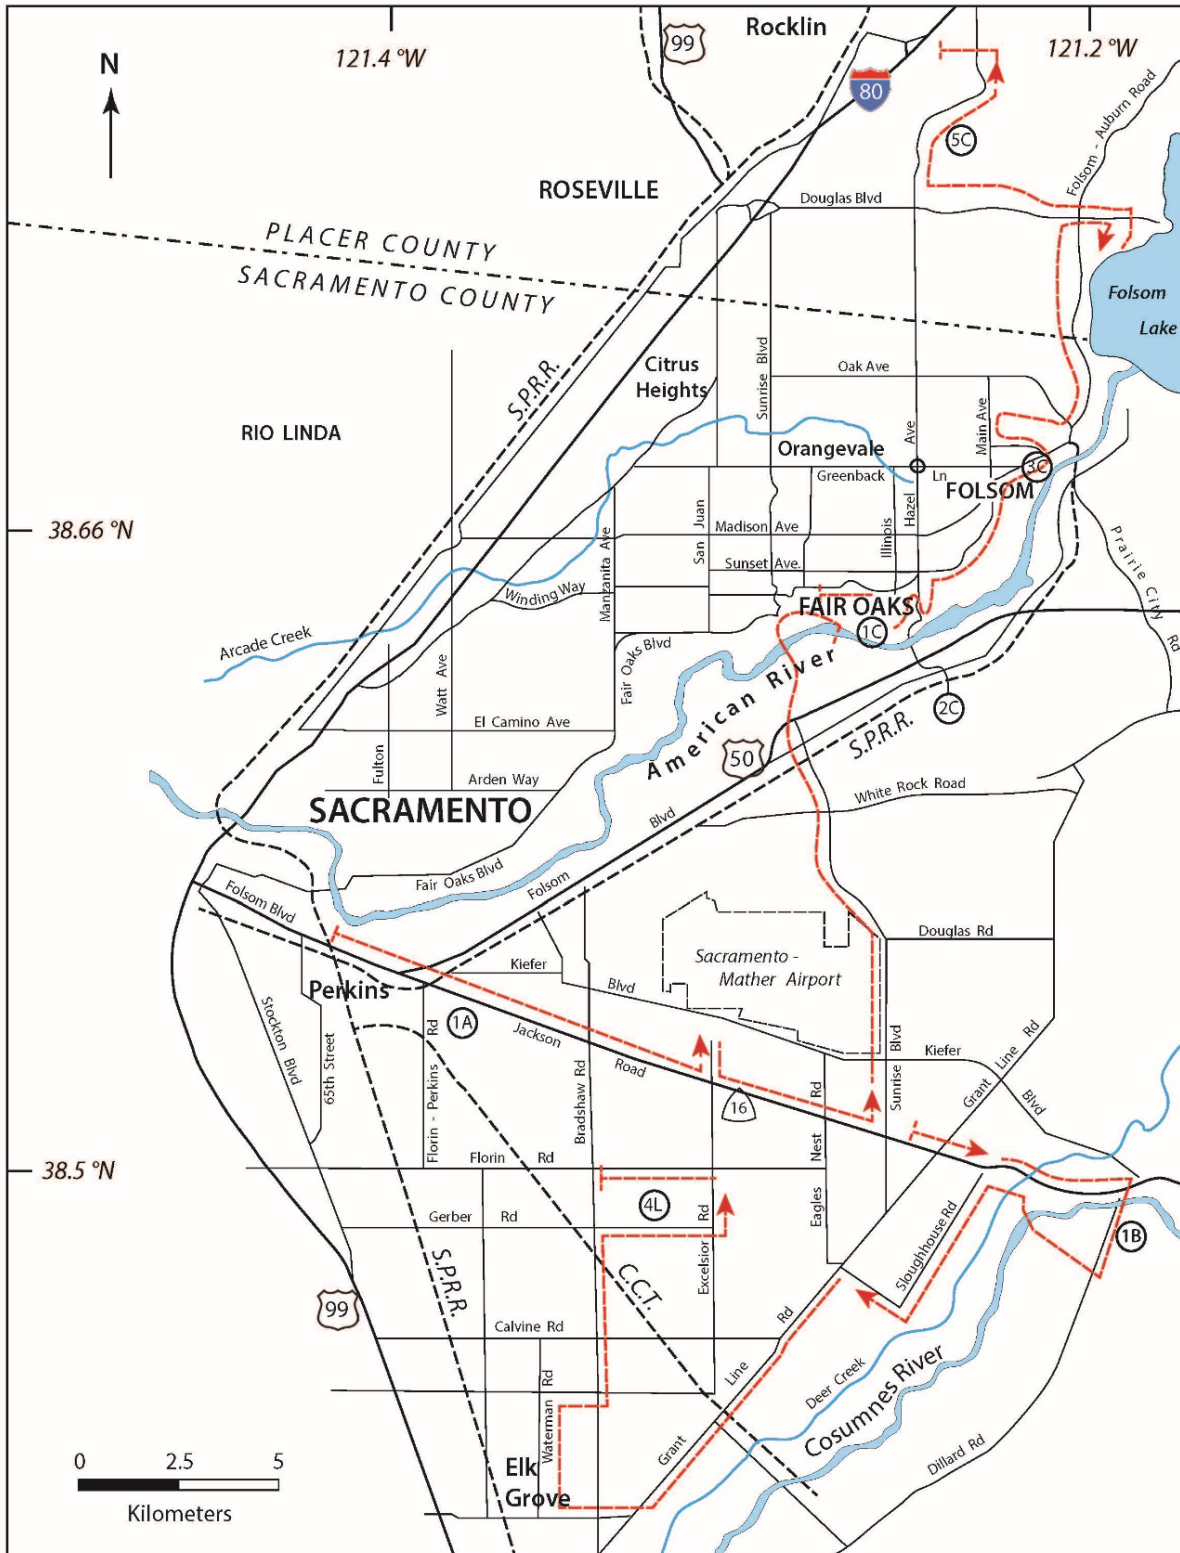 Rocklin
99
121.4 °W
121.2 °W
N
80
Folsom - Auburn Road
5C
ROSEVILLE
Douglas Blvd
PLACER COUNTY
SACRAMENTO COUNTY
Folsom
Lake
S.P.R.R.
Citrus
Heights
Sunrise Blvd
Oak Ave
RIO LINDA
Hazel Ave
Main Ave
Orangevale
Greenback Ln
3C
FOLSOM
38.66 °N
San Juan
Madison Ave
Illinois
Manzanita Ave
Sunset Ave.
Prairie City Rd
Winding Way
FAIR OAKS
1C
Arcade Creek
Fair Oaks Blvd
Watt Ave
American River
2C
El Camino Ave
S.P.R.R.
50
Fulton
Arden Way
White Rock Road
SACRAMENTO
Fair Oaks Blvd
Folsom Blvd
Folsom Blvd
Douglas Rd
Sacramento -
Mather Airport
Kiefer Blvd
Perkins
1A
Stockton Blvd
65th Street
Florin - Perkins Rd
Jackson Road
Bradshaw Rd
16
Sunrise Blvd
Kiefer Blvd
Grant Line Rd
Eagles Nest Rd
38.5 °N
Florin Rd
4L
Gerber Rd
Excelsior Rd
Sloughhouse Rd
1B
S.P.R.R.
C.C.T.
99
Calvine Rd
Grant Line Rd
Waterman Rd
Deer Creek
Cosumnes River
Dillard Rd
Elk
Grove
0 2.5 5
Kilometers